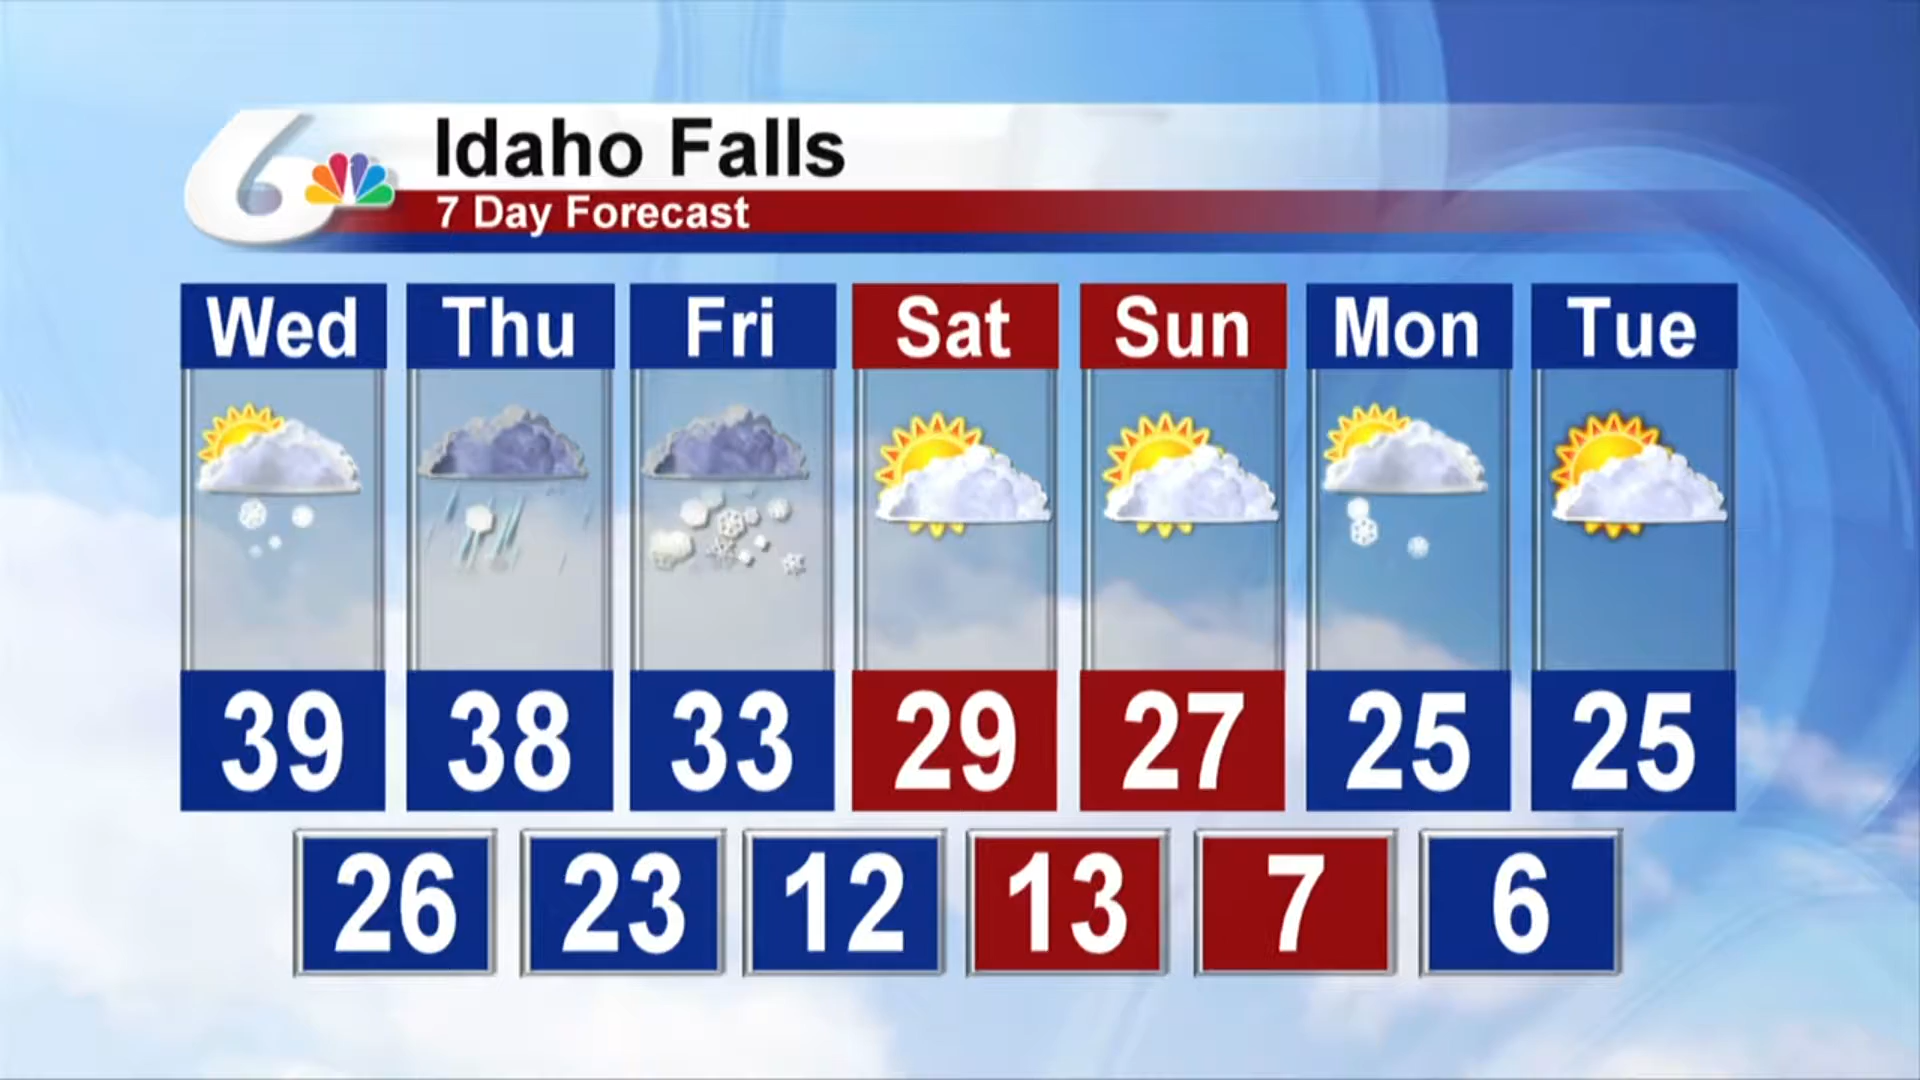 6
Idaho Falls
7 Day Forecast
Wed Thu Fri Sat Sun Mon Tue
39 38 33 29 27 25 25
26 23 12 13 7 6